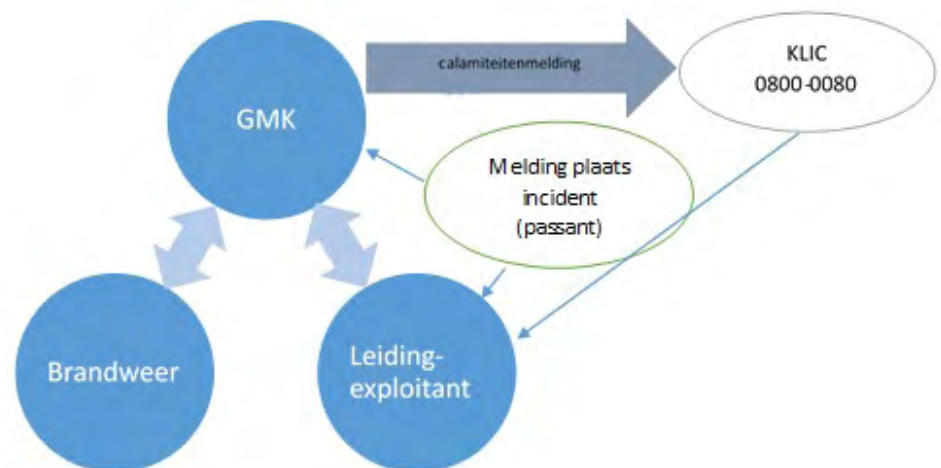 calamiteitenmelding
KLIC
0800-0080
GMK
Melding plaats
incident
(passant)
Brandweer
Leiding-
exploitant